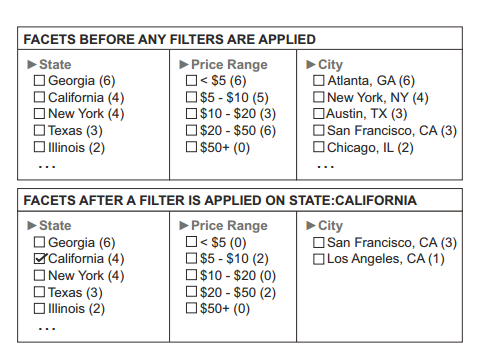 FACETS BEFORE ANY FILTERS ARE APPLIED
▶State
Georgia (6)
California (4)
New York (4)
Texas (3)
Illinois (2)
...
▶Price Range
< $5 (6)
$5 - $10 (5)
$10 - $20 (3)
$20 - $50 (6)
$50+ (0)
▶City
Atlanta, GA (6)
New York, NY (4)
Austin, TX (3)
San Francisco, CA (3)
Chicago, IL (2)
...
FACETS AFTER A FILTER IS APPLIED ON STATE:CALIFORNIA
▶State
Georgia (6)
California (4)
New York (4)
Texas (3)
Illinois (2)
...
▶Price Range
< $5 (0)
$5 - $10 (2)
$10 - $20 (0)
$20 - $50 (2)
$50+ (0)
▶City
San Francisco, CA (3)
Los Angeles, CA (1)